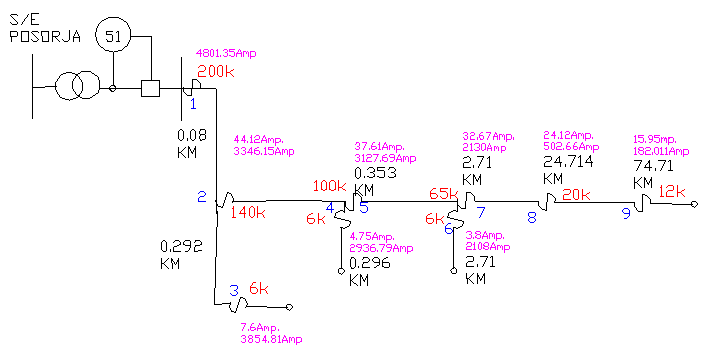 S/E
POSORJA
51
4801.35Amp
200k
1
0.08
KM
44.12Amp.
3346.15Amp
37.61Amp.
3127.69Amp
0.353
KM
32.67Amp.
2130Amp
2.71
KM
24.12Amp.
502.66Amp
24.714
KM
15.95mp.
182.011Amp
74.71
KM
2
140k
100k
4
5
6k
65k
6k
6
7
8
20k
9
12k
4.75Amp.
2936.79Amp
0.296
KM
3.8Amp.
2108Amp
2.71
KM
0.292
KM
3
6k
7.6Amp.
3854.81Amp